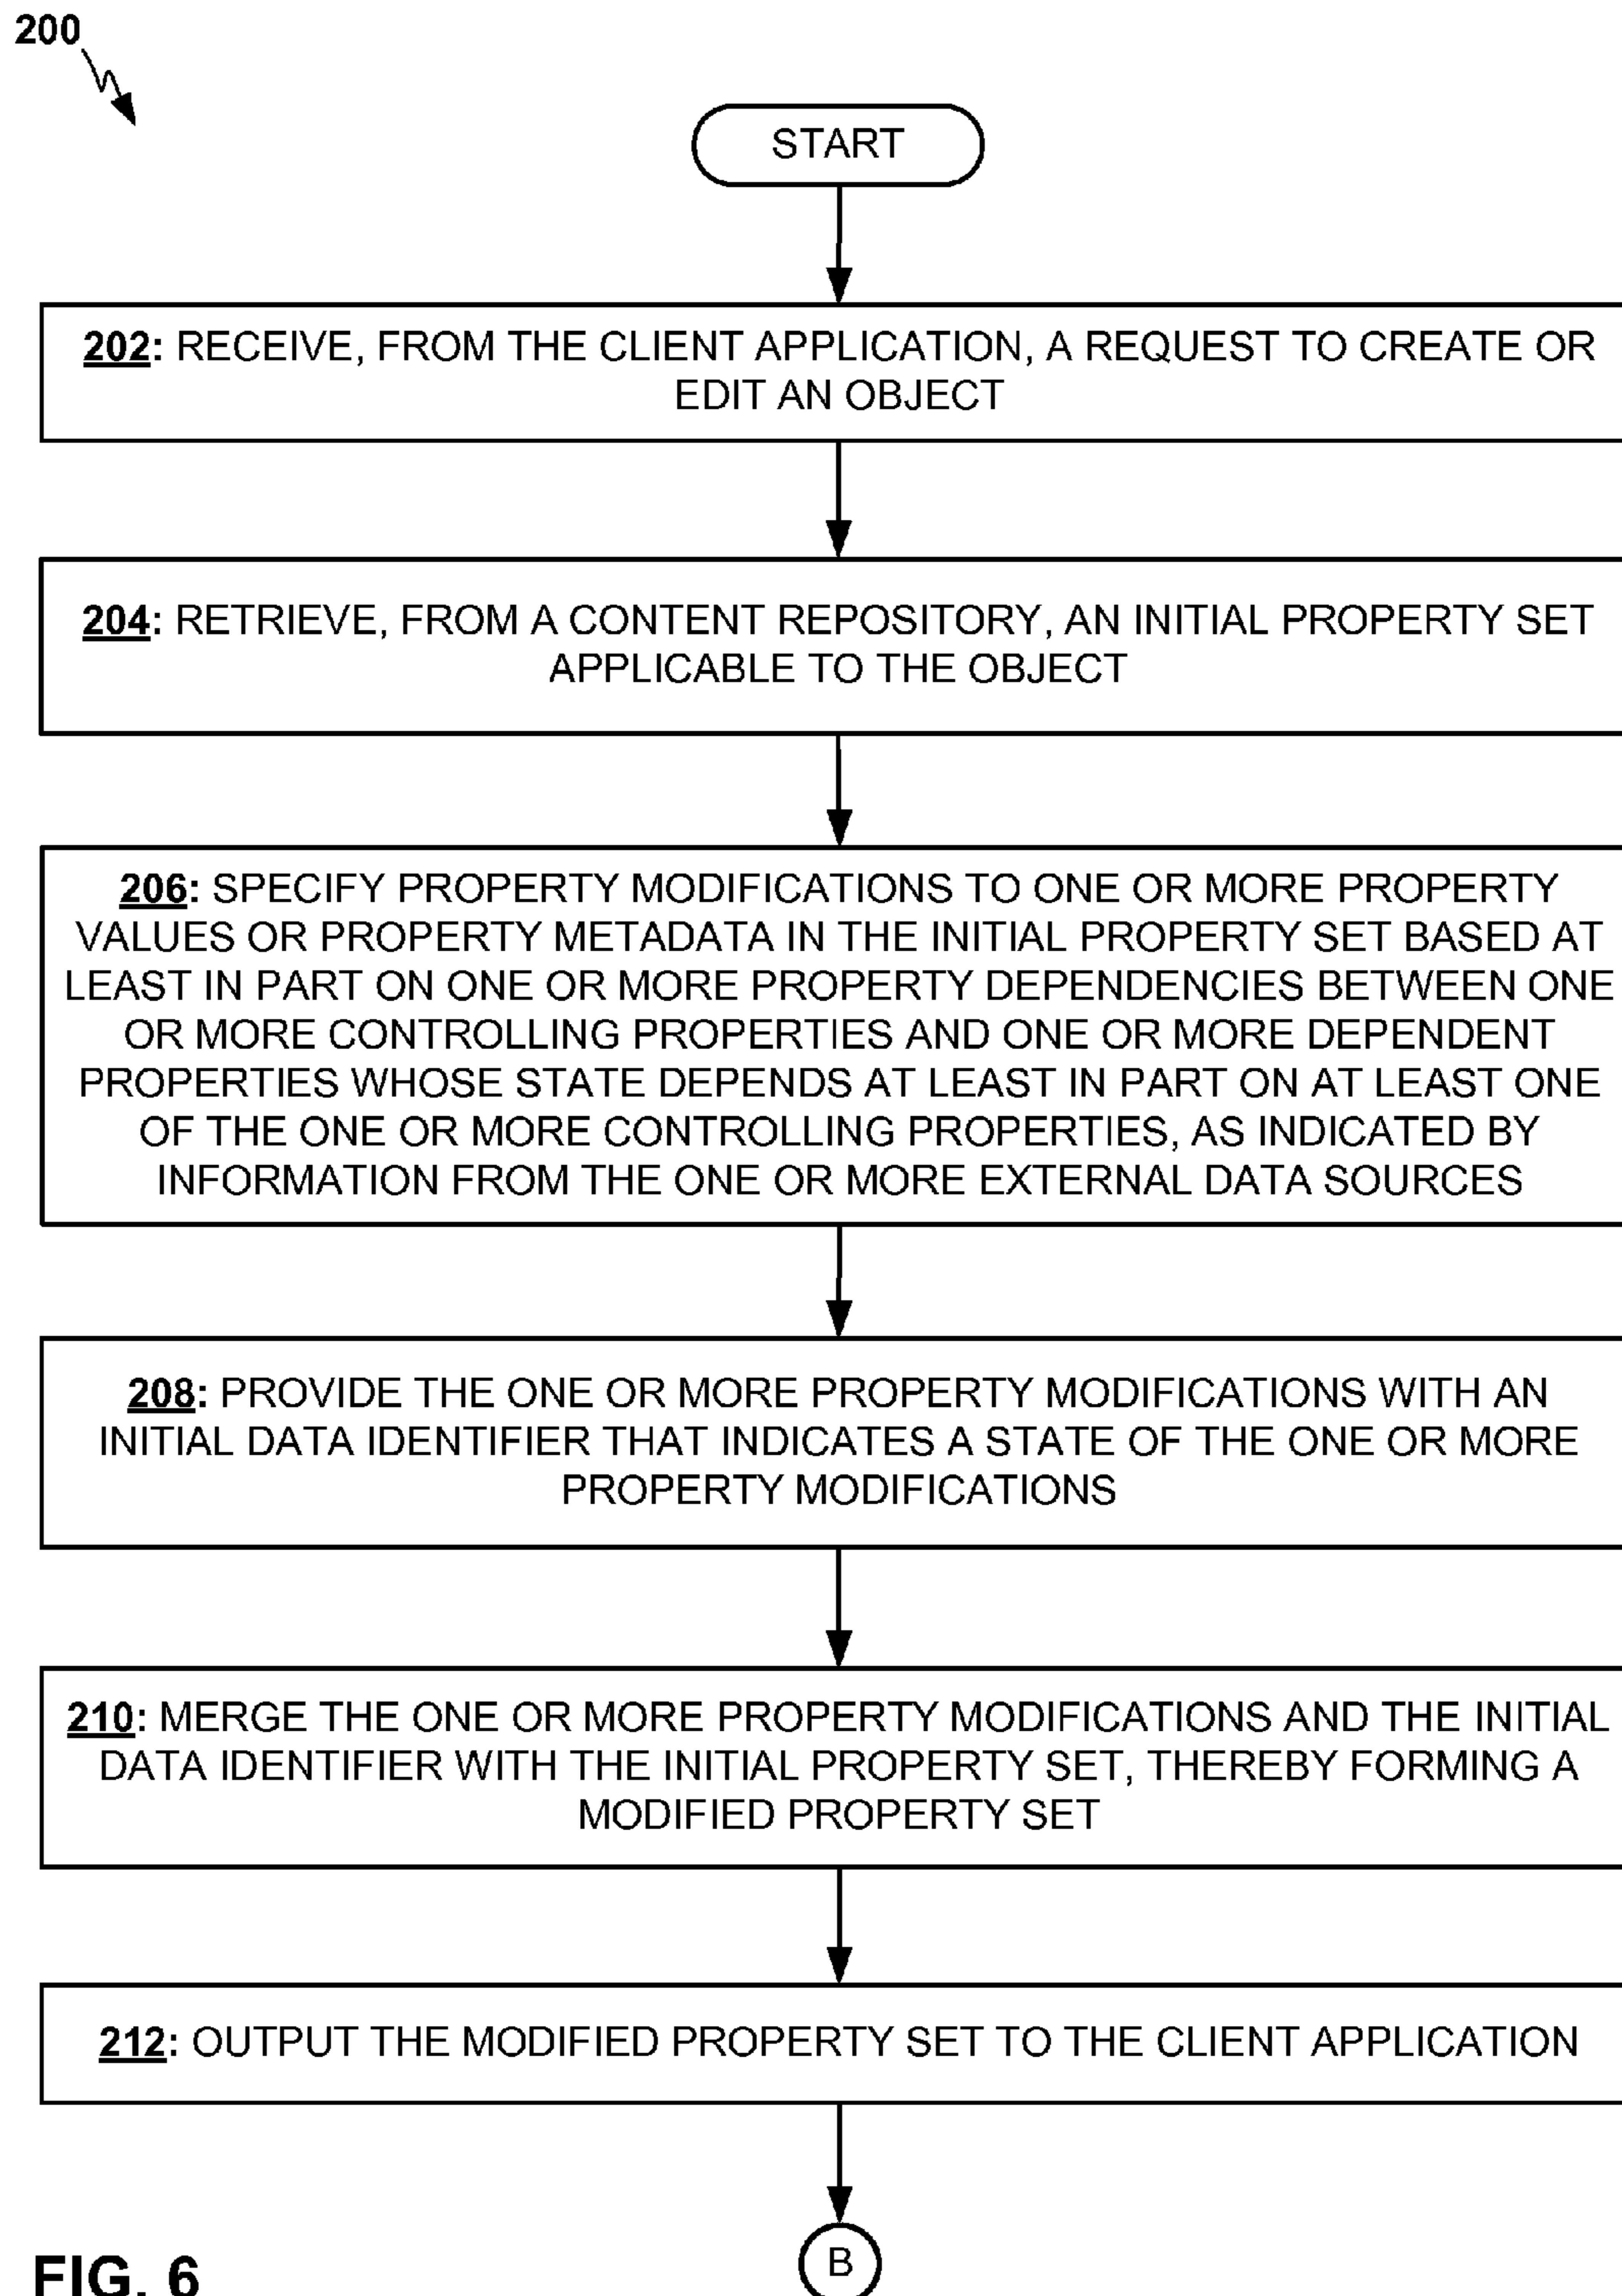 200
START
202: RECEIVE, FROM THE CLIENT APPLICATION, A REQUEST TO CREATE OR
EDIT AN OBJECT
204: RETRIEVE, FROM A CONTENT REPOSITORY, AN INITIAL PROPERTY SET
APPLICABLE TO THE OBJECT
206: SPECIFY PROPERTY MODIFICATIONS TO ONE OR MORE PROPERTY
VALUES OR PROPERTY METADATA IN THE INITIAL PROPERTY SET BASED AT
LEAST IN PART ON ONE OR MORE PROPERTY DEPENDENCIES BETWEEN ONE
OR MORE CONTROLLING PROPERTIES AND ONE OR MORE DEPENDENT
PROPERTIES WHOSE STATE DEPENDS AT LEAST IN PART ON AT LEAST ONE
OF THE ONE OR MORE CONTROLLING PROPERTIES, AS INDICATED BY
INFORMATION FROM THE ONE OR MORE EXTERNAL DATA SOURCES
208: PROVIDE THE ONE OR MORE PROPERTY MODIFICATIONS WITH AN
INITIAL DATA IDENTIFIER THAT INDICATES A STATE OF THE ONE OR MORE
PROPERTY MODIFICATIONS
210: MERGE THE ONE OR MORE PROPERTY MODIFICATIONS AND THE INITIAL
DATA IDENTIFIER WITH THE INITIAL PROPERTY SET, THEREBY FORMING A
MODIFIED PROPERTY SET
212: OUTPUT THE MODIFIED PROPERTY SET TO THE CLIENT APPLICATION
B
FIG. 6